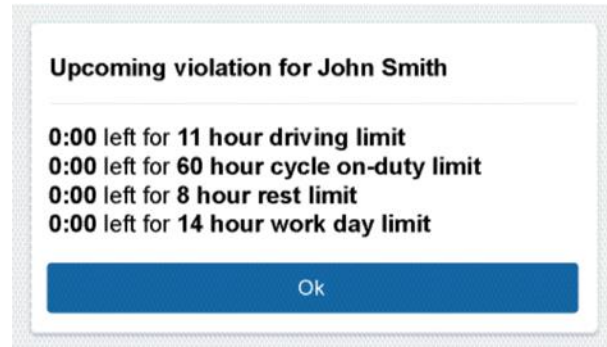 Upcoming violation for John Smith
0:00 left for 11 hour driving limit
0:00 left for 60 hour cycle on-duty limit
0:00 left for 8 hour rest limit
0:00 left for 14 hour work day limit
Ok